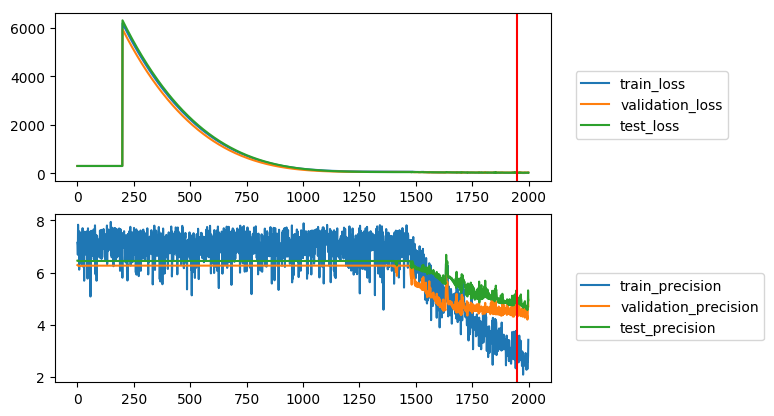 6000
4000
2000
0
0 250 500 750 1000 1250 1500 1750 2000
train_loss
validation_loss
test_loss
8
6
4
2
0 250 500 750 1000 1250 1500 1750 2000
train_precision
validation_precision
test_precision